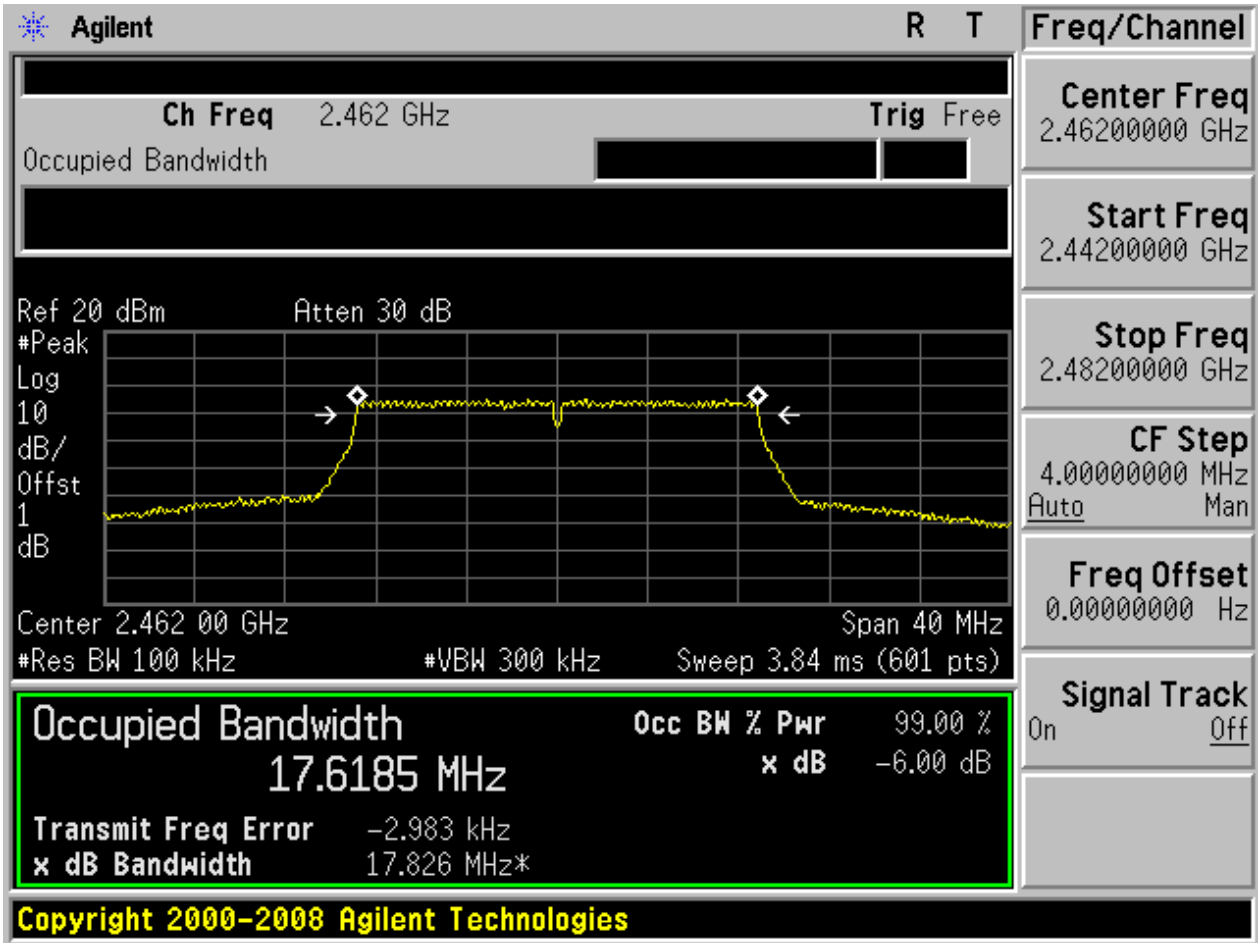 Agilent R T
Ch Freq 2.462 GHz Trig Free
Occupied Bandwidth
Ref 20 dBm Atten 30 dB
#Peak
Log
10
dB/
Offst
1
dB
Center 2.462 00 GHz Span 40 MHz
#Res BW 100 kHz #VBW 300 kHz Sweep 3.84 ms (601 pts)
Occupied Bandwidth Occ BW % Pwr 99.00 %
17.6185 MHz x dB -6.00 dB
Transmit Freq Error -2.983 kHz
x dB Bandwidth 17.826 MHz*
Copyright 2000-2008 Agilent Technologies
Freq/Channel
Center Freq
2.46200000 GHz
Start Freq
2.44200000 GHz
Stop Freq
2.48200000 GHz
CF Step
4.00000000 MHz
Auto Man
Freq Offset
0.00000000 Hz
Signal Track
On Off